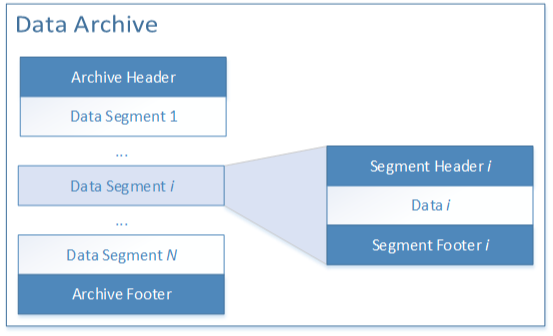 Data Archive
Archive Header
Data Segment 1
...
Data Segment i
...
Data Segment N
Archive Footer
Segment Header i
Data i
Segment Footer i